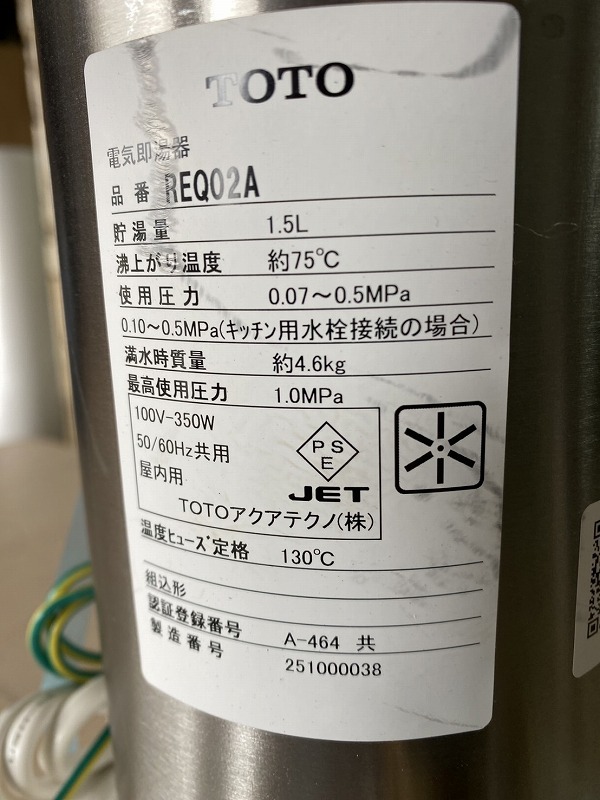 TOTO
電気即湯器
品番 REQ02A
貯湯量 1.5L
沸上がり温度 約75℃
使用圧力 0.07～0.5MPa
0.10～0.5MPa(キッチン用水栓接続の場合)
満水時質量 約4.6kg
最高使用圧力 1.0MPa
100V-350W
50/60Hz共用
屋内用
PSE
JET
TOTOアクアテクノ(株)
温度ヒューズ定格 130℃
組込形
認証登録番号 A-464 共
製造番号 251000038